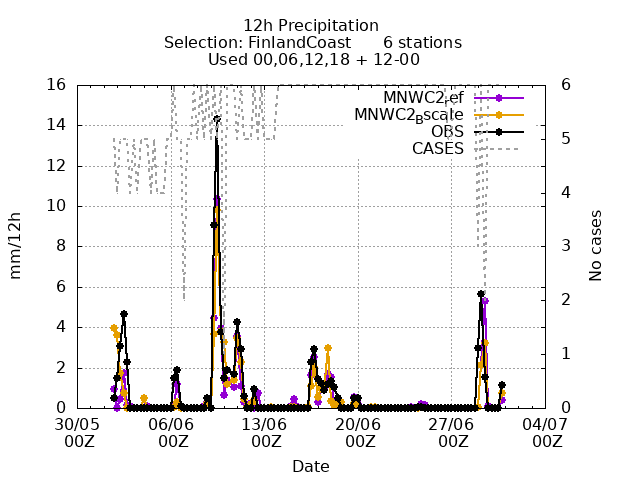 12h Precipitation
Selection: FinlandCoast 6 stations
Used 00,06,12,18 + 12-00
16
14
12
10
8
6
4
2
0
6
5
4
3
2
1
0
mm/12h
No cases
MNWC2ref
MNWC2Bscale
OBS
CASES
30/05 06/06 13/06 20/06 27/06 04/07
00Z 00Z 00Z 00Z 00Z 00Z
Date